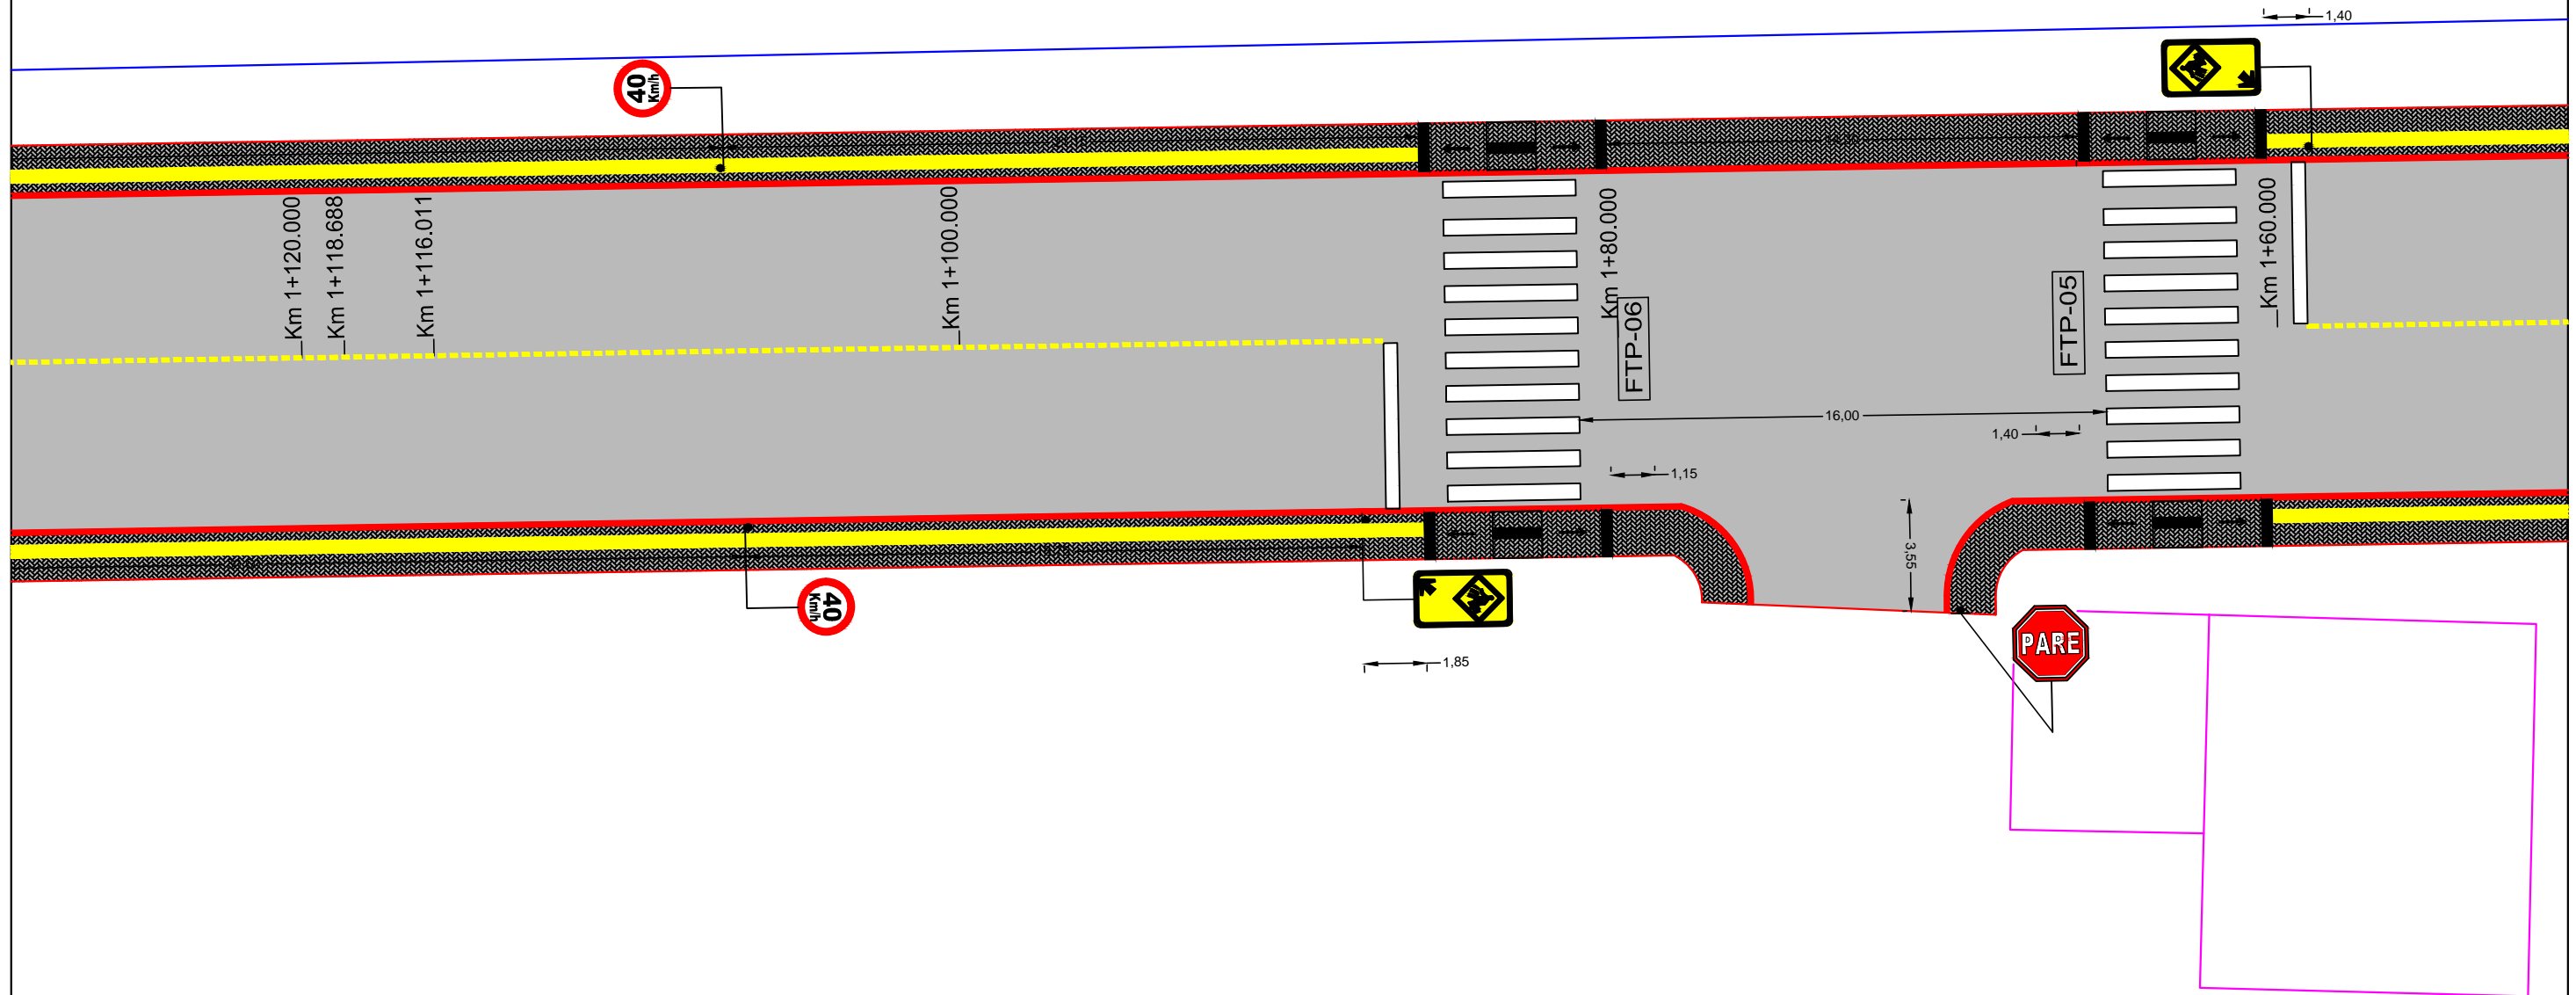 1,40
40
Km/h
Km 1+120.000
Km 1+118.688
Km 1+116.011
Km 1+100.000
Km 1+80.000
Km 1+60.000
FTP-06
FTP-05
16,00
1,40
1,15
3,55
40
Km/h
PARE
1,85